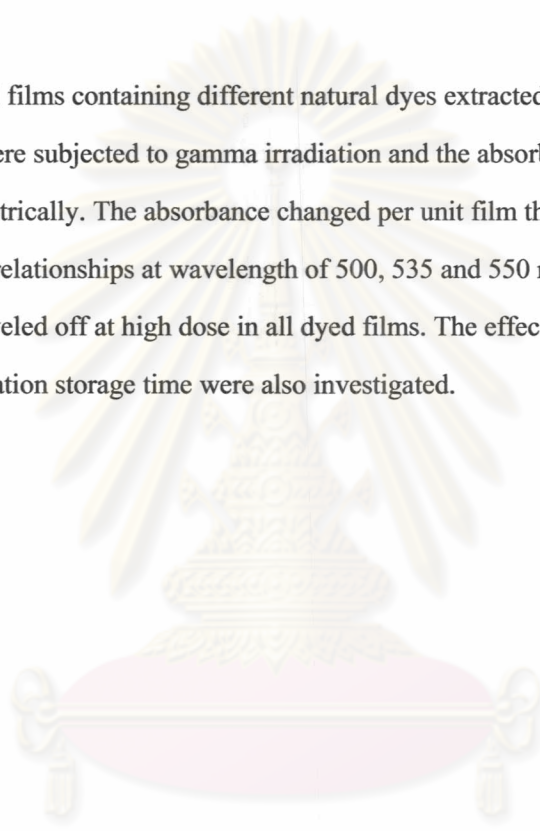 films containing different natural dyes extracted
ere subjected to gamma irradiation and the absorb
trically. The absorbance changed per unit film th
relationships at wavelength of 500, 535 and 550
veled off at high dose in all dyed films. The effec
ation storage time were also investigated.